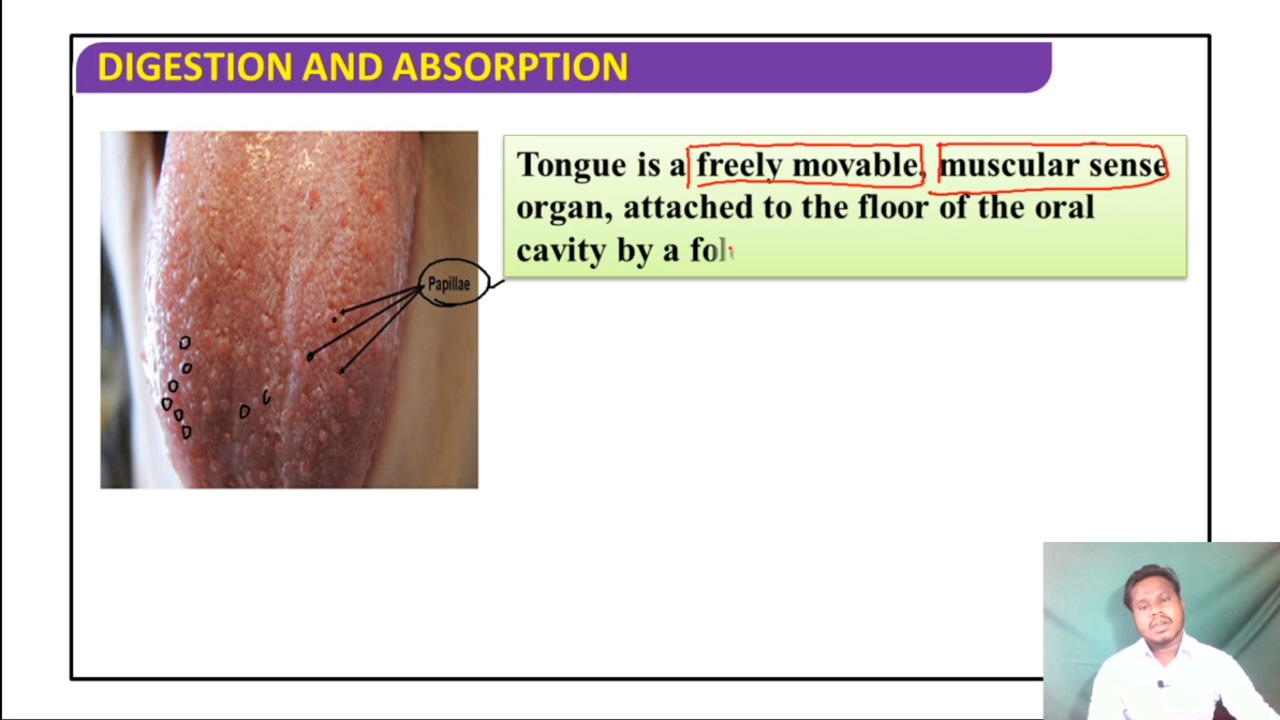 DIGESTION AND ABSORPTION
Tongue is a freely movable, muscular sense
organ, attached to the floor of the oral
cavity by a
Papillae